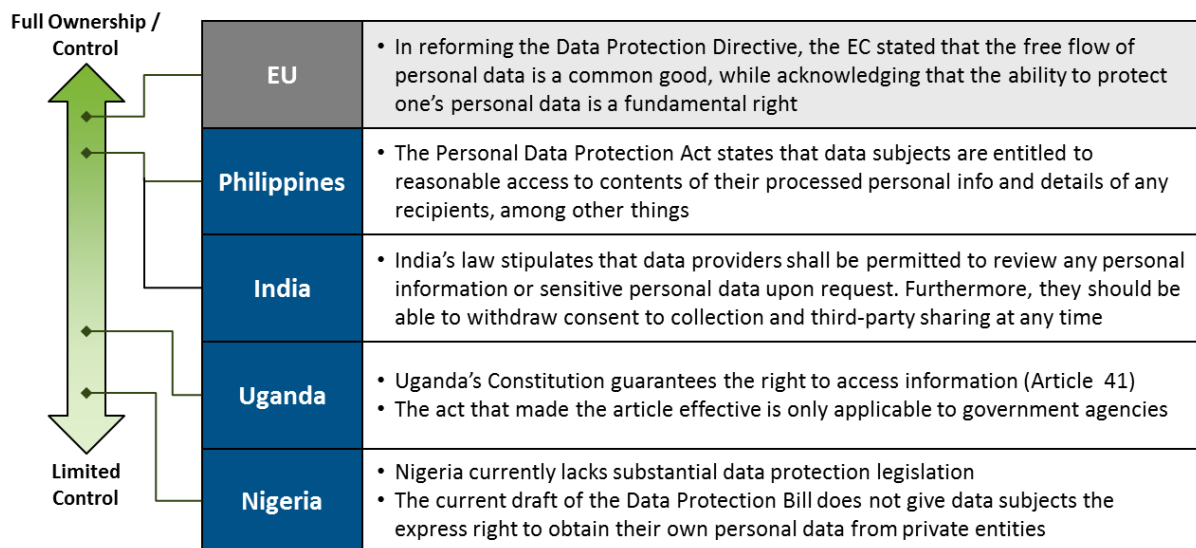 Full Ownership /
Control
EU
• In reforming the Data Protection Directive, the EC stated that the free flow of
personal data is a common good, while acknowledging that the ability to protect
one’s personal data is a fundamental right
Philippines
• The Personal Data Protection Act states that data subjects are entitled to
reasonable access to contents of their processed personal info and details of any
recipients, among other things
India
• India’s law stipulates that data providers shall be permitted to review any personal
information or sensitive personal data upon request. Furthermore, they should be
able to withdraw consent to collection and third-party sharing at any time
Uganda
• Uganda’s Constitution guarantees the right to access information (Article 41)
• The act that made the article effective is only applicable to government agencies
Limited
Control
Nigeria
• Nigeria currently lacks substantial data protection legislation
• The current draft of the Data Protection Bill does not give data subjects the
express right to obtain their own personal data from private entities